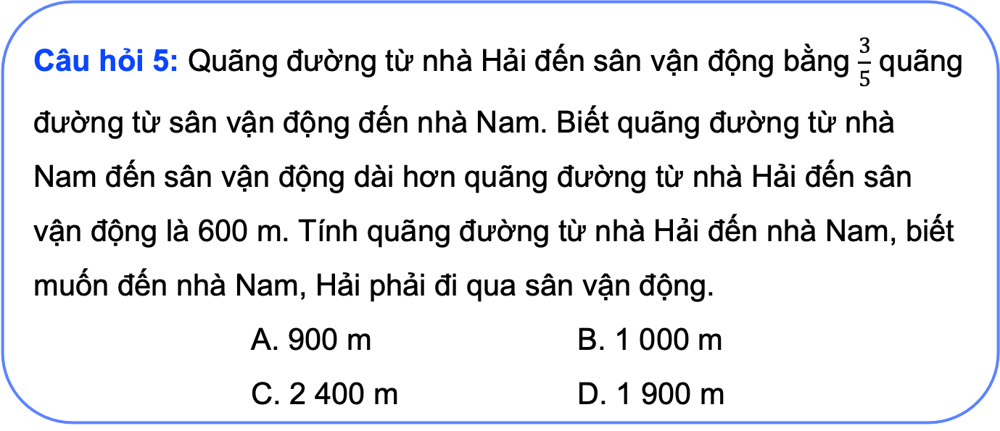 Câu hỏi 5: Quãng đường từ nhà Hải đến sân vận động bằng 3/5 quãng
đường từ sân vận động đến nhà Nam. Biết quãng đường từ nhà
Nam đến sân vận động dài hơn quãng đường từ nhà Hải đến sân
vận động là 600 m. Tính quãng đường từ nhà Hải đến nhà Nam, biết
muốn đến nhà Nam, Hải phải đi qua sân vận động.
A. 900 m B. 1 000 m
C. 2 400 m D. 1 900 m